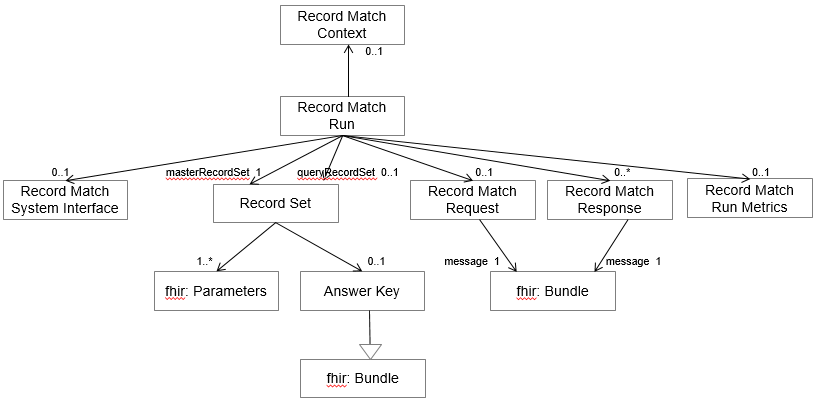 Record Match
Context
0..1
Record Match
Run
0..1
masterRecordSet 1
queryRecordSet 0..1
0..1
0..*
0..1
Record Match
System Interface
Record Set
Record Match
Request
Record Match
Response
Record Match
Run Metrics
1..*
0..1
message 1
message 1
fhir: Parameters
Answer Key
fhir: Bundle
fhir: Bundle